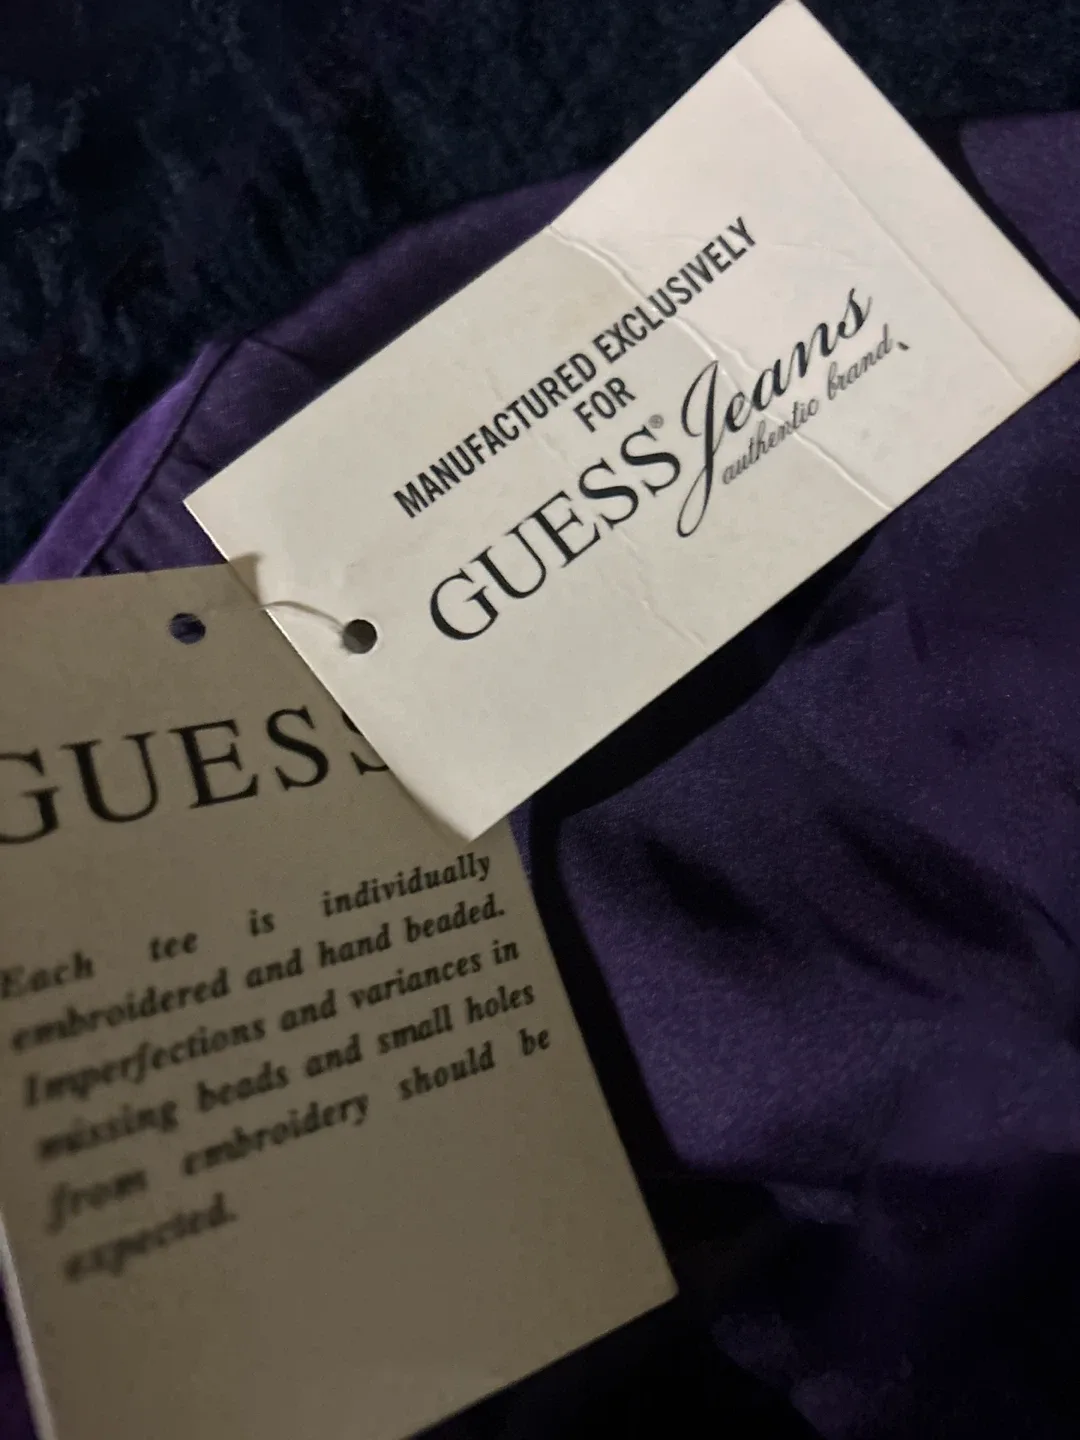 MANUFACTURED EXCLUSIVELY
FOR
GUESS® Jeans
authentic brand
GUESS
Each tee is individually
embroidered and hand beaded.
Imperfections and variances in
missing beads and small holes
from embroidery should be
expected.